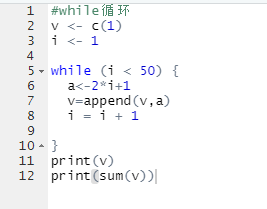 1 #while循环
2 v <- c(1)
3 i <- 1
4
5 while (i < 50) {
6 a<-2*i+1
7 v=append(v,a)
8 i = i + 1
9
10 }
11 print(v)
12 print(sum(v))